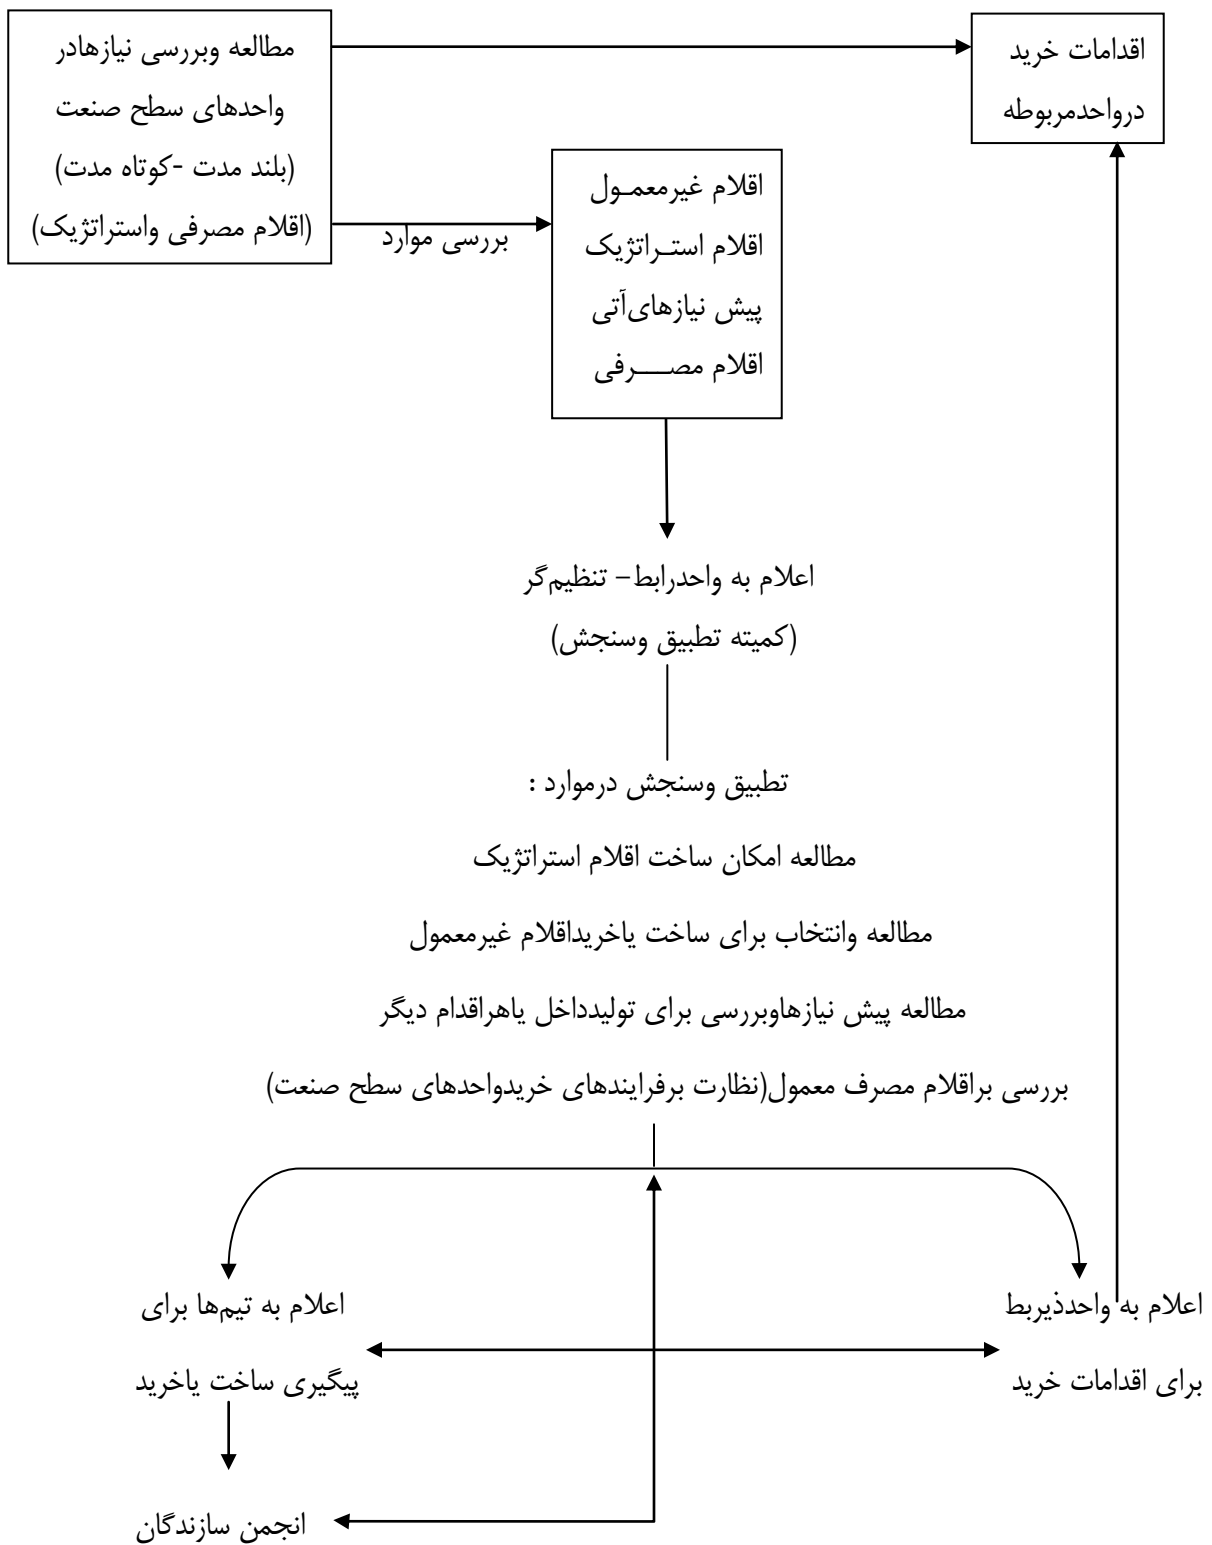 مطالعه وبررسی نیازهادر
واحدهای سطح صنعت
(بلند مدت -کوتاه مدت)
(اقلام مصرفی واستراتژیک)
اقدامات خرید
درواحدمربوطه
بررسی موارد
اقلام غیرمعمـول
اقلام استـراتژیک
پیش نیازهای‌آتی
اقلام مصــــرفی
اعلام به واحدرابط– تنظیم‌گر
(کمیته تطبیق وسنجش)
تطبیق وسنجش درموارد :
مطالعه امکان ساخت اقلام استراتژیک
مطالعه وانتخاب برای ساخت یاخریداقلام غیرمعمول
مطالعه پیش نیازهاوبررسی برای تولیدداخل یاهراقدام دیگر
بررسی براقلام مصرف معمول(نظارت برفرایندهای خریدواحدهای سطح صنعت)
اعلام به واحدذیربط
برای اقدامات خرید
اعلام به تیم‌ها برای
پیگیری ساخت یاخرید
انجمن سازندگان